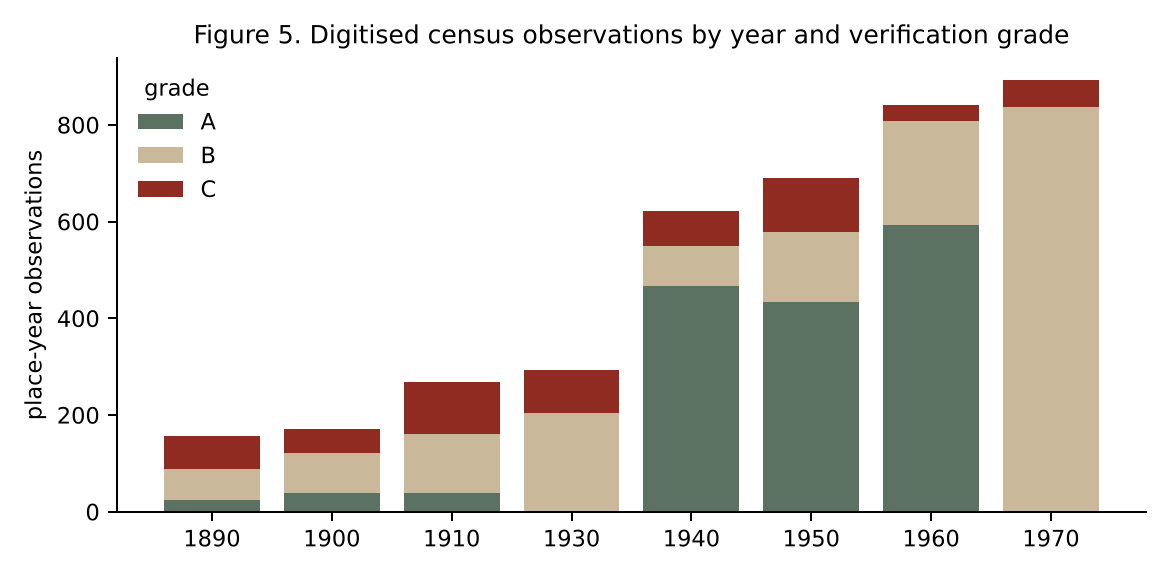 Figure 5. Digitised census observations by year and verification grade
grade
A
B
C
place-year observations
800
600
400
200
0
1890 1900 1910 1930 1940 1950 1960 1970